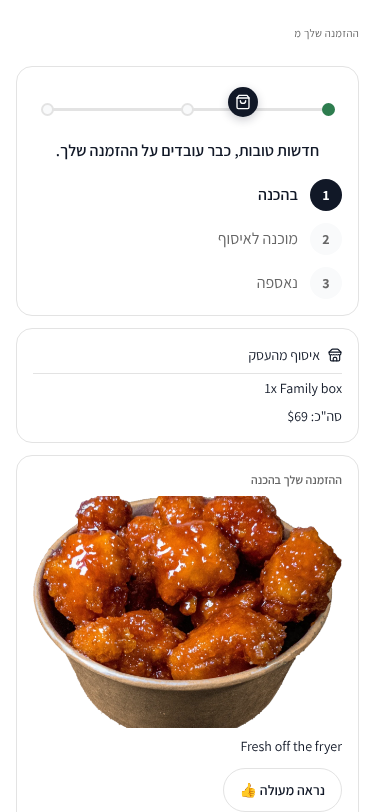 ההזמנה שלך מ
חדשות טובות, כבר עובדים על ההזמנה שלך.
1 בהכנה
2 מוכנה לאיסוף
3 נאספה
איסוף מהעסק
1x Family box
סה"כ: $69
ההזמנה שלך בהכנה
Fresh off the fryer
נראה מעולה 👍